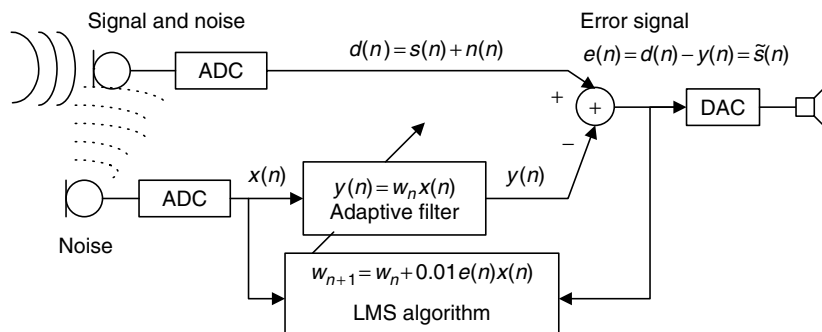 Signal and noise
Error signal
d(n)=s(n)+n(n)
e(n)=d(n)−y(n)=s̃(n)
ADC
+
+
DAC
−
x(n)
y(n)=wₙx(n)
Adaptive filter
y(n)
ADC
Noise
wₙ₊₁=wₙ+0.01e(n)x(n)
LMS algorithm